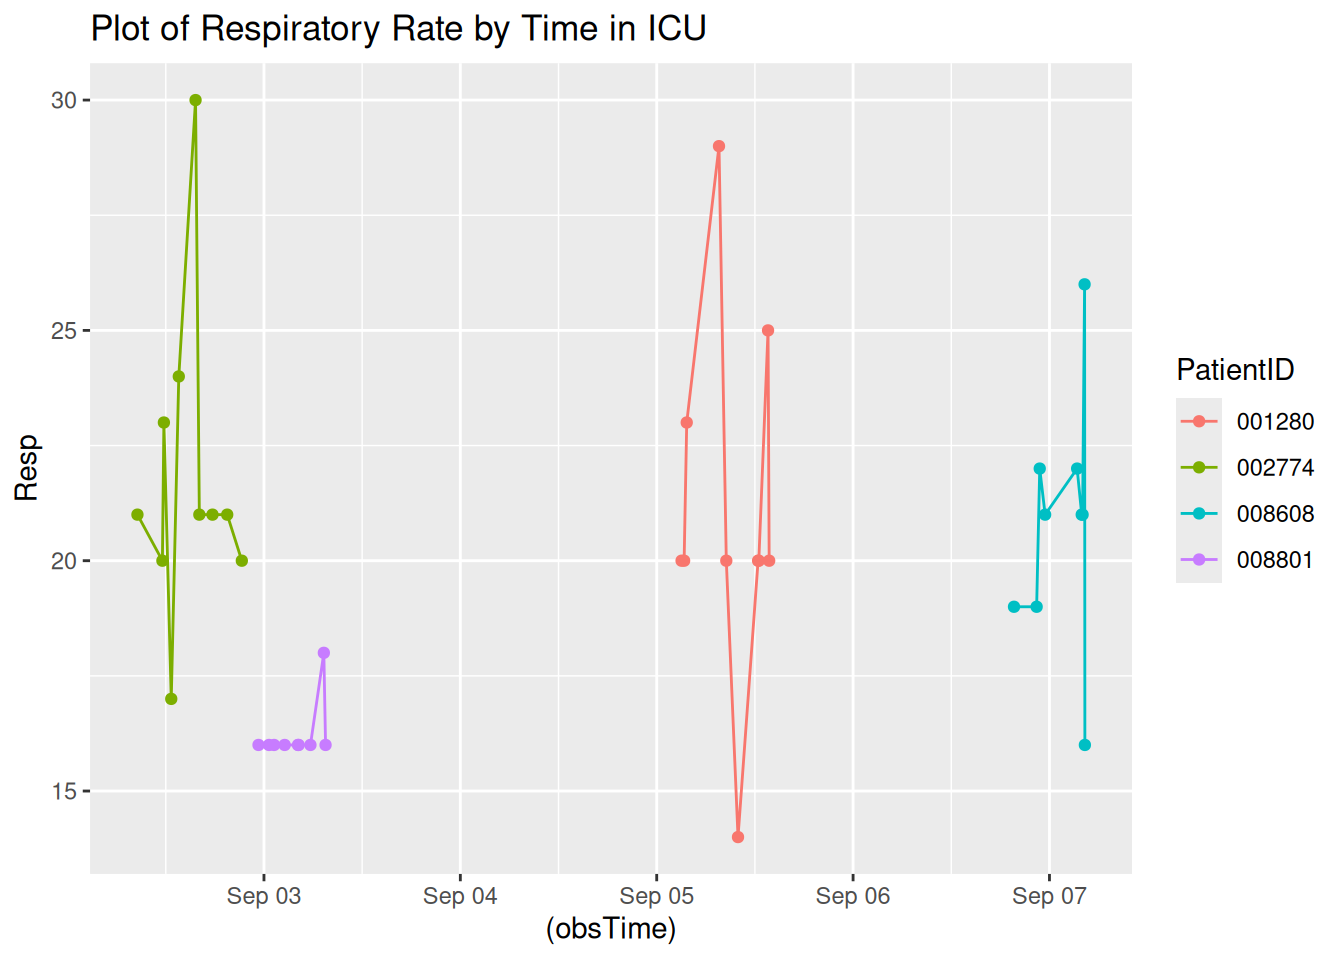 Plot of Respiratory Rate by Time in ICU
30
25
20
15
Resp
Sep 03
Sep 04
Sep 05
Sep 06
Sep 07
(obsTime)
PatientID
001280
002774
008608
008801